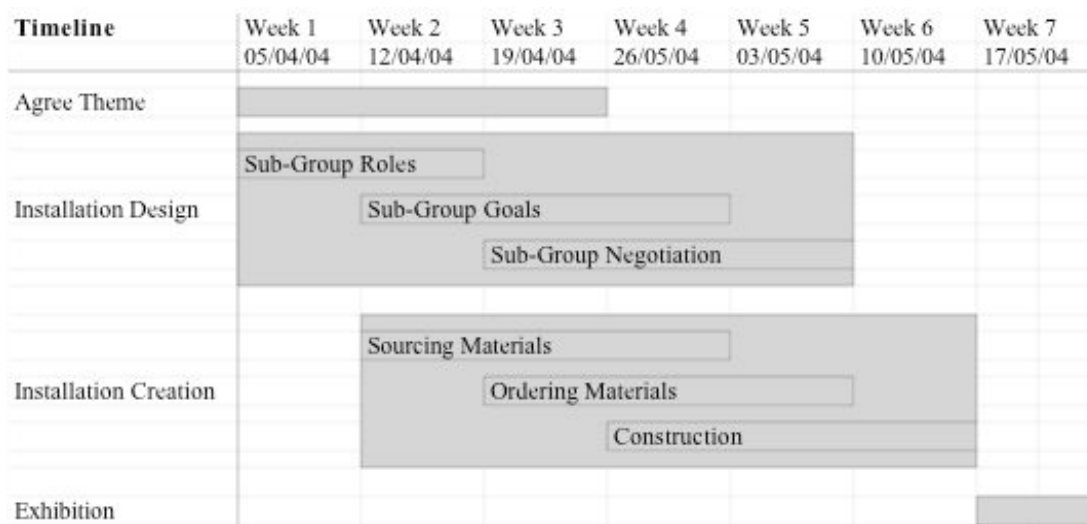 Timeline Week 1 Week 2 Week 3 Week 4 Week 5 Week 6 Week 7
05/04/04 12/04/04 19/04/04 26/05/04 03/05/04 10/05/04 17/05/04
Agree Theme
Sub-Group Roles
Installation Design Sub-Group Goals
Sub-Group Negotiation
Sourcing Materials
Installation Creation Ordering Materials
Construction
Exhibition